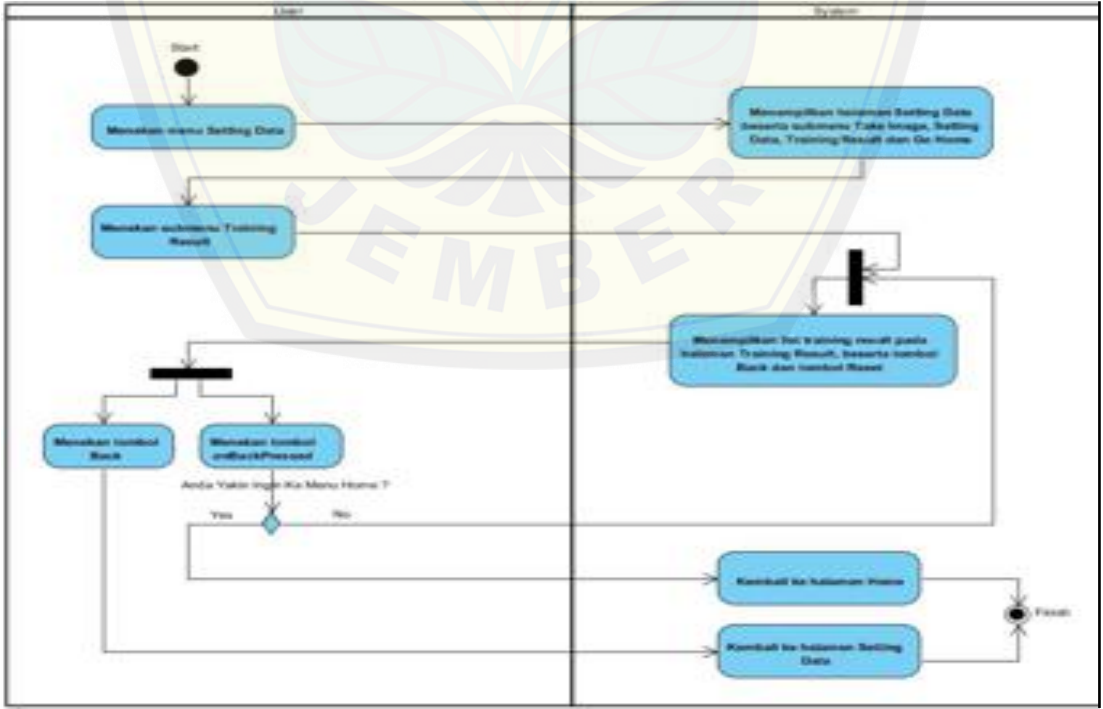 User
System
Start
Menekan menu Setting Data
Menampilkan halaman Setting Data
beserta submenu Take Image, Setting
Data, Training/Result dan Go Home
Menekan submenu Training
Result
JEMBER
Menampilkan list training result pada
halaman Training Result, beserta tombol
Back dan tombol Reset
Menekan tombol
Back
Menekan tombol
onBackPressed
Anda Yakin Ingin Ke Menu Home ?
Yes
No
Kembali ke halaman Home
Finish
Kembali ke halaman Setting
Data